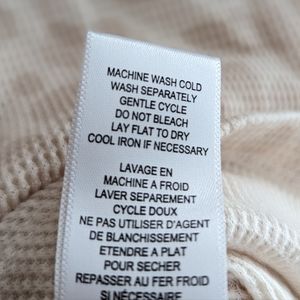 MACHINE WASH COLD
WASH SEPARATELY
GENTLE CYCLE
DO NOT BLEACH
LAY FLAT TO DRY
COOL IRON IF NECESSARY
LAVAGE EN
MACHINE A FROID
LAVER SEPAREMENT
CYCLE DOUX
NE PAS UTILISER D'AGENT
DE BLANCHISSEMENT
ETENDRE A PLAT
POUR SECHER
REPASSER AU FER FROID
SI NÉCESSAIRE